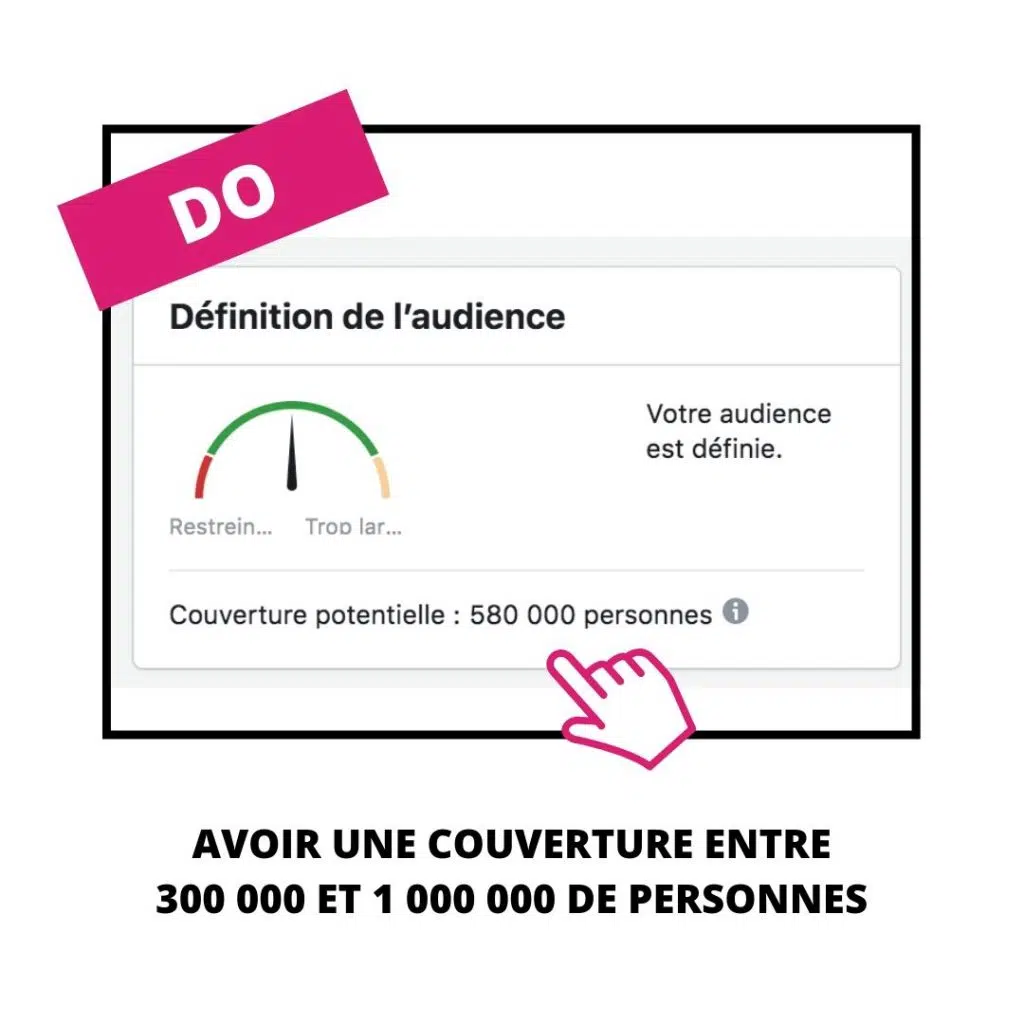 DO
Définition de l’audience
Votre audience
est définie.
Restrein... Trop lar...
Couverture potentielle : 580 000 personnes
AVOIR UNE COUVERTURE ENTRE
300 000 ET 1 000 000 DE PERSONNES